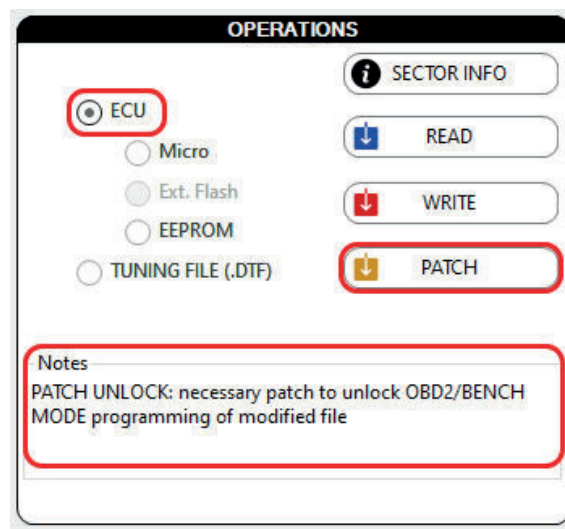 OPERATIONS
SECTOR INFO
ECU
READ
Micro
Ext. Flash
WRITE
EEPROM
TUNING FILE (.DTF)
PATCH
Notes
PATCH UNLOCK: necessary patch to unlock OBD2/BENCH
MODE programming of modified file